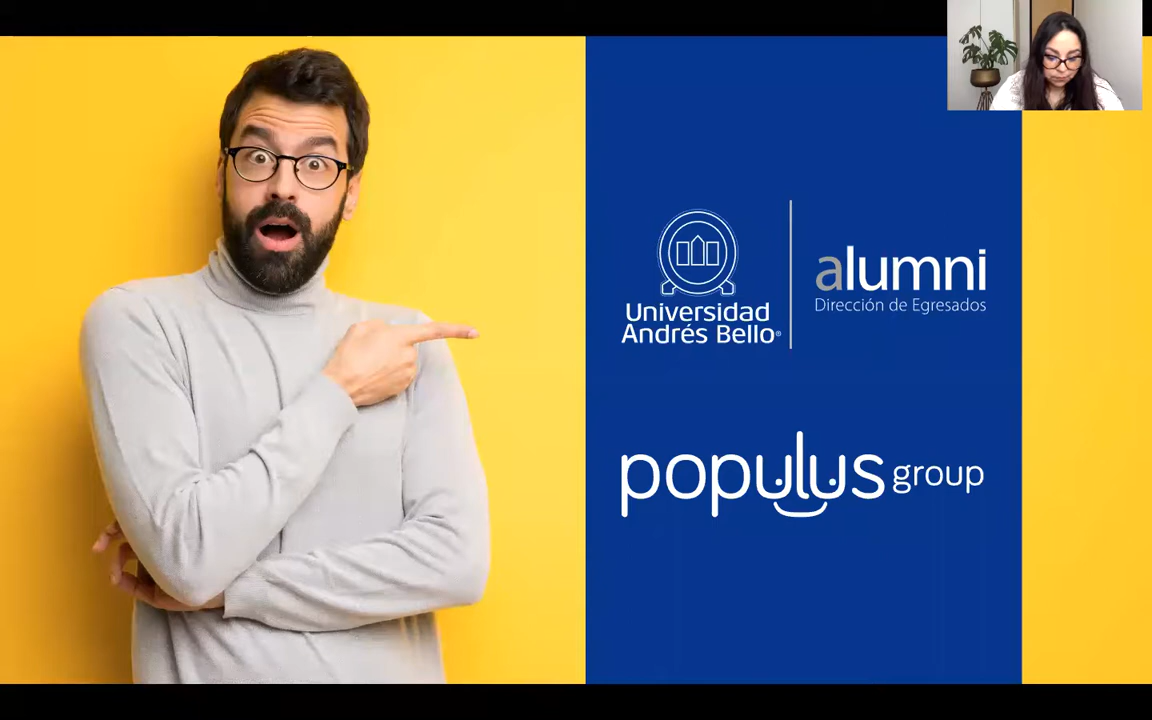 Universidad
Andrés Bello®
alumni
Dirección de Egresados
populus group